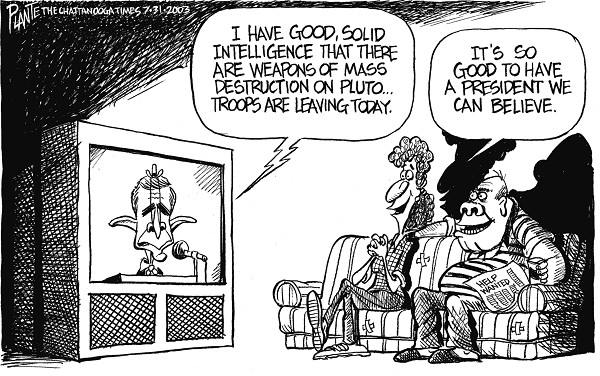 PLANTE THE CHATTANOOGA TIMES 7-31-2003
I HAVE GOOD, SOLID
INTELLIGENCE THAT THERE
ARE WEAPONS OF MASS
DESTRUCTION ON PLUTO...
TROOPS ARE LEAVING TODAY.
IT'S SO
GOOD TO HAVE
A PRESIDENT WE
CAN BELIEVE.
HELP
WANTED